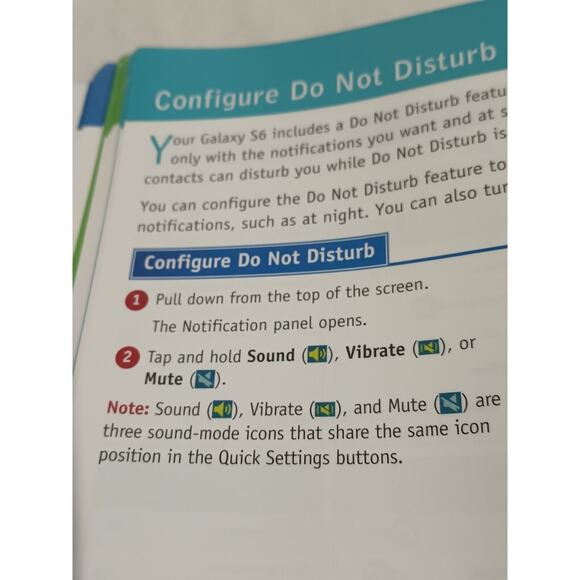 Configure Do Not Disturb
Your Galaxy S6 includes a Do Not Disturb featu
only with the notifications you want and at s
contacts can disturb you while Do Not Disturb is
You can configure the Do Not Disturb feature to
notifications, such as at night. You can also tur
Configure Do Not Disturb
1 Pull down from the top of the screen.
The Notification panel opens.
2 Tap and hold Sound (), Vibrate (), or
Mute ().
Note: Sound (), Vibrate (), and Mute () are
three sound-mode icons that share the same icon
position in the Quick Settings buttons.